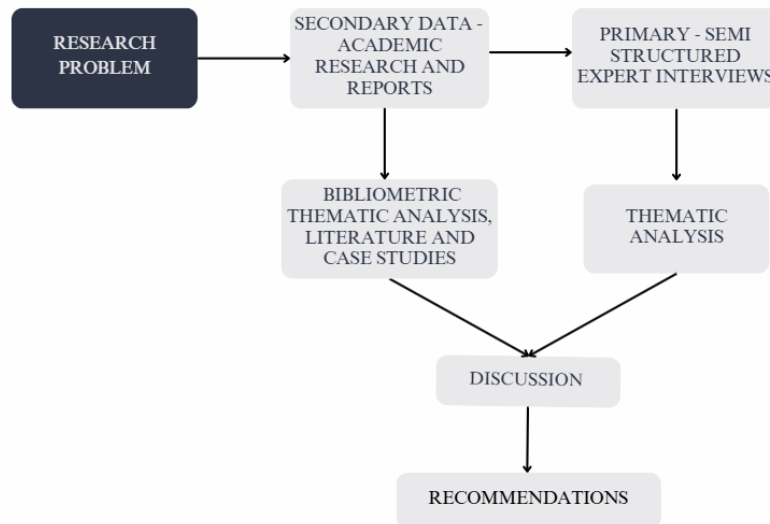 RESEARCH
PROBLEM
SECONDARY DATA -
ACADEMIC
RESEARCH AND
REPORTS
PRIMARY - SEMI
STRUCTURED
EXPERT INTERVIEWS
BIBLIOMETRIC
THEMATIC ANALYSIS,
LITERATURE AND
CASE STUDIES
THEMATIC
ANALYSIS
DISCUSSION
RECOMMENDATIONS